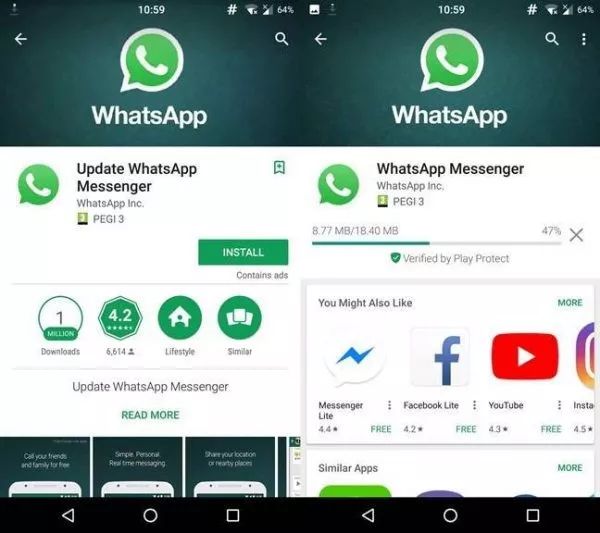 10:59
64%
WhatsApp
Update WhatsApp
Messenger
WhatsApp Inc.
3 PEGI 3
INSTALL
Contains ads
1
MILLION
Downloads
4.2
6,614
Lifestyle
Similar
Update WhatsApp Messenger
READ MORE
Call your friends
and family for free
Simple. Personal.
Real time messaging.
Share your location
or nearby places
10:59
64%
WhatsApp
WhatsApp Messenger
WhatsApp Inc.
3 PEGI 3
8.77 MB/18.40 MB
47%
Verified by Play Protect
You Might Also Like
MORE
Messenger
Lite
4.4★
FREE
Facebook Lite
4.2★
FREE
YouTube
4.3★
FREE
Insta
4.5★
Similar Apps
MORE